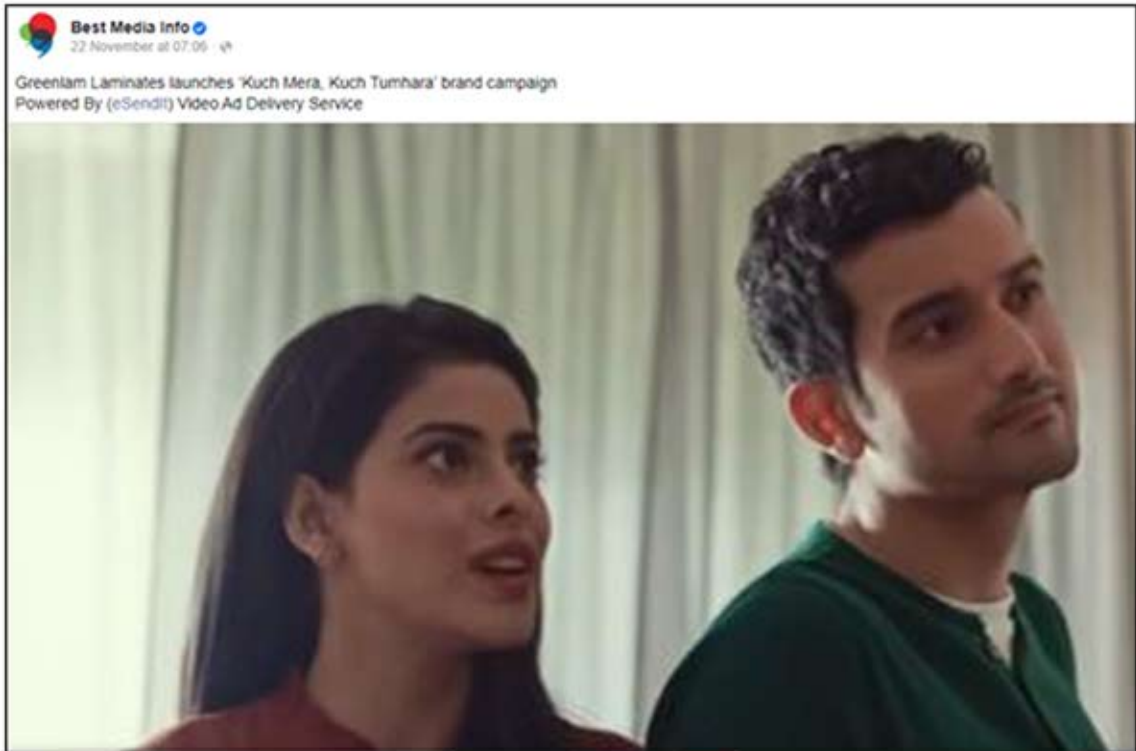 Best Media Info
22 November at 07:06
Greenlam Laminates launches 'Kuch Mera, Kuch Tumhara' brand campaign
Powered By (eSendIt) Video Ad Delivery Service